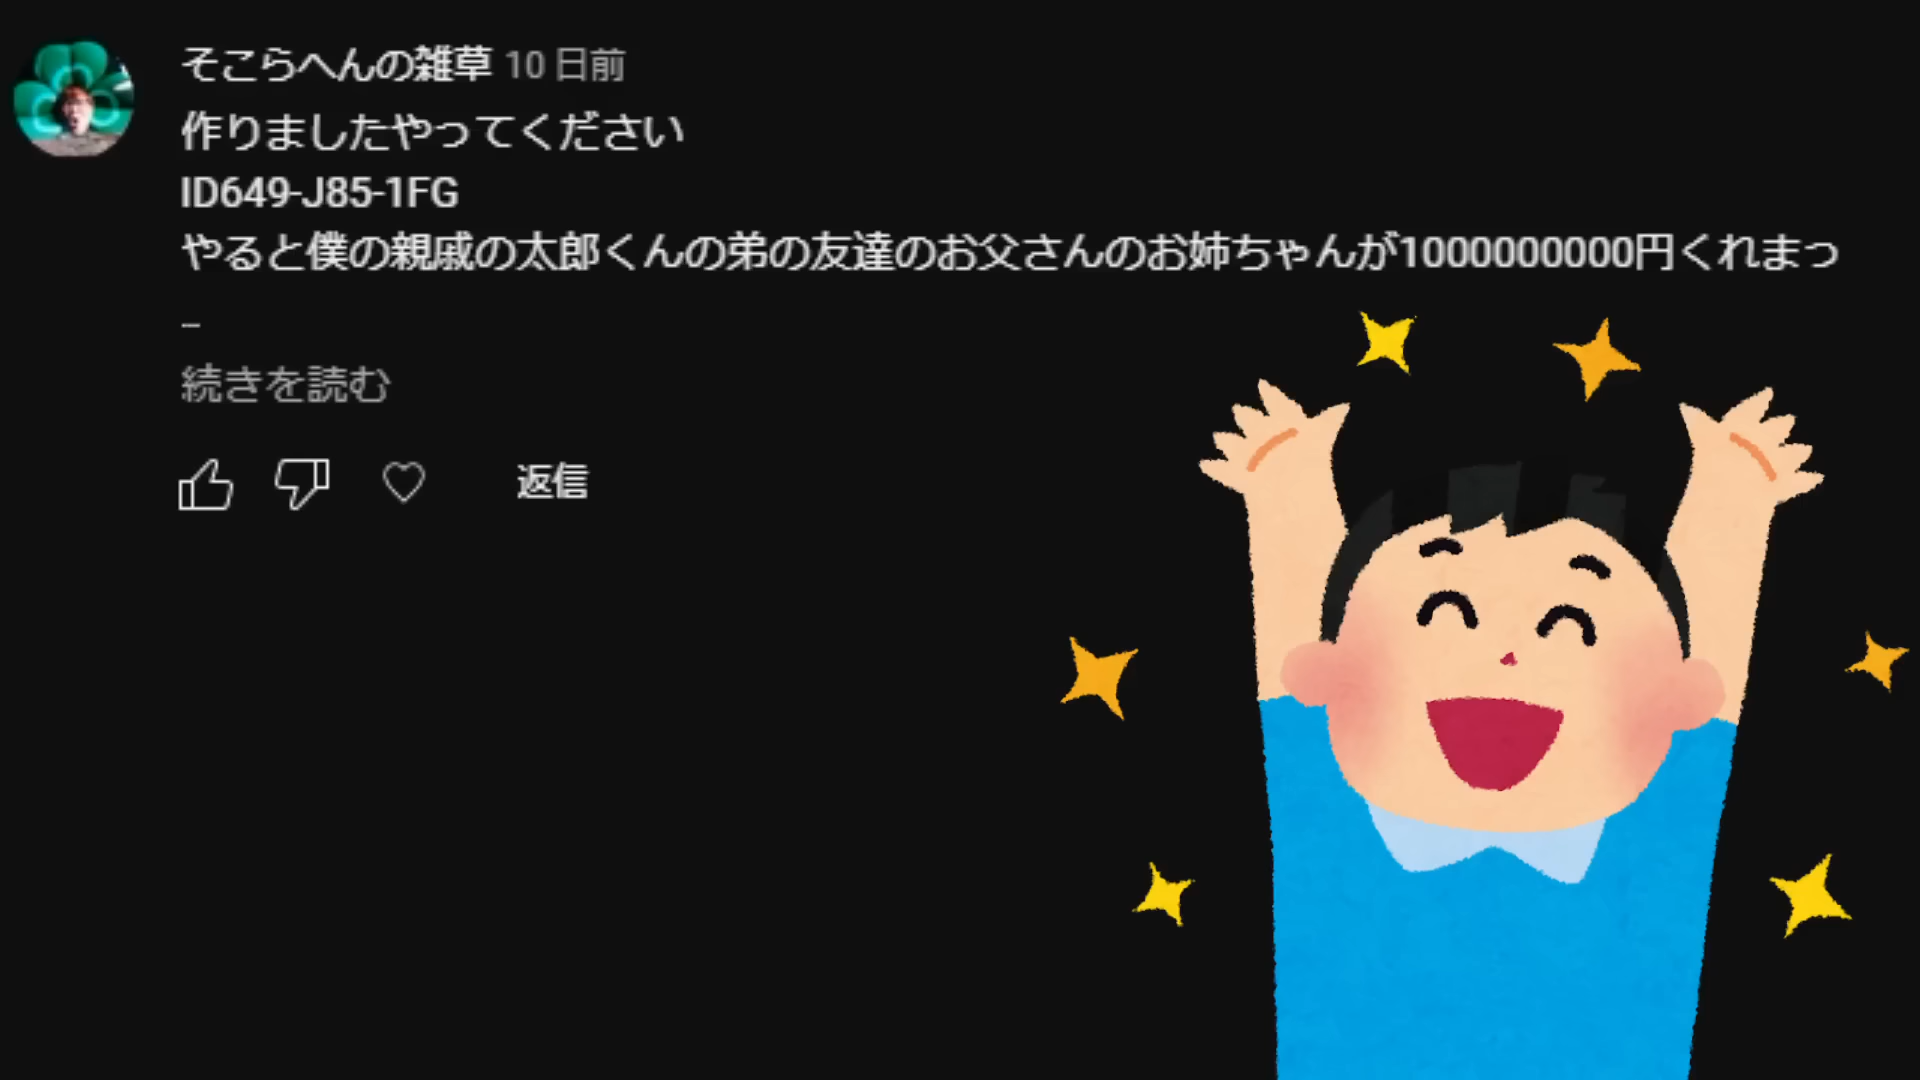 そこらへんの雑草 10 日前
作りましたやってください
ID649-J85-1FG
やると僕の親戚の太郎くんの弟の友達のお父さんのお姉ちゃんが1000000000円くれまっ
–
続きを読む
返信